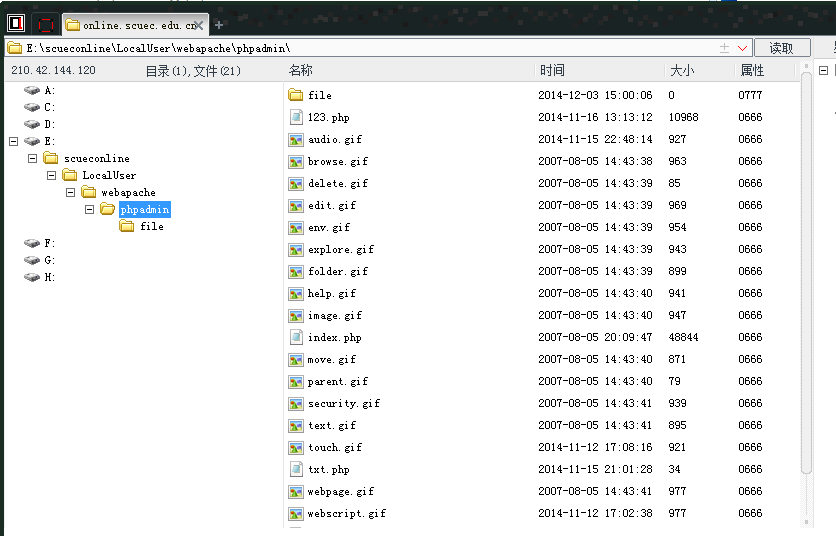 online.scuec.edu.cn
E:\scueconline\LocalUser\webapache\phpadmin\ 读取
210.42.144.120 目录(1),文件(21) 名称 时间 大小 属性
A:
C:
D:
E:
scueconline
LocalUser
webapache
phpadmin
file
F:
G:
H:
file 2014-12-03 15:00:06 0 0777
123.php 2014-11-16 13:13:12 10968 0666
audio.gif 2014-11-15 22:48:14 927 0666
browse.gif 2007-08-05 14:43:38 963 0666
delete.gif 2007-08-05 14:43:39 85 0666
edit.gif 2007-08-05 14:43:39 969 0666
env.gif 2007-08-05 14:43:39 954 0666
explore.gif 2007-08-05 14:43:39 943 0666
folder.gif 2007-08-05 14:43:39 899 0666
help.gif 2007-08-05 14:43:40 941 0666
image.gif 2007-08-05 14:43:40 947 0666
index.php 2007-08-05 20:09:47 48844 0666
move.gif 2007-08-05 14:43:40 871 0666
parent.gif 2007-08-05 14:43:40 79 0666
security.gif 2007-08-05 14:43:41 939 0666
text.gif 2007-08-05 14:43:41 895 0666
touch.gif 2014-11-12 17:08:16 921 0666
txt.php 2014-11-15 21:01:28 34 0666
webpage.gif 2007-08-05 14:43:41 977 0666
webscript.gif 2014-11-12 17:02:38 977 0666